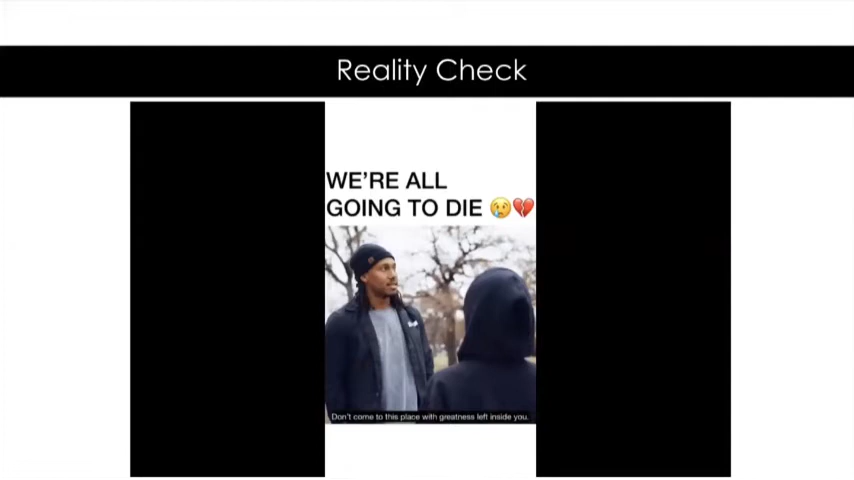 Reality Check
WE'RE ALL
GOING TO DIE 😢💔
Don't come to this place with greatness left inside you.